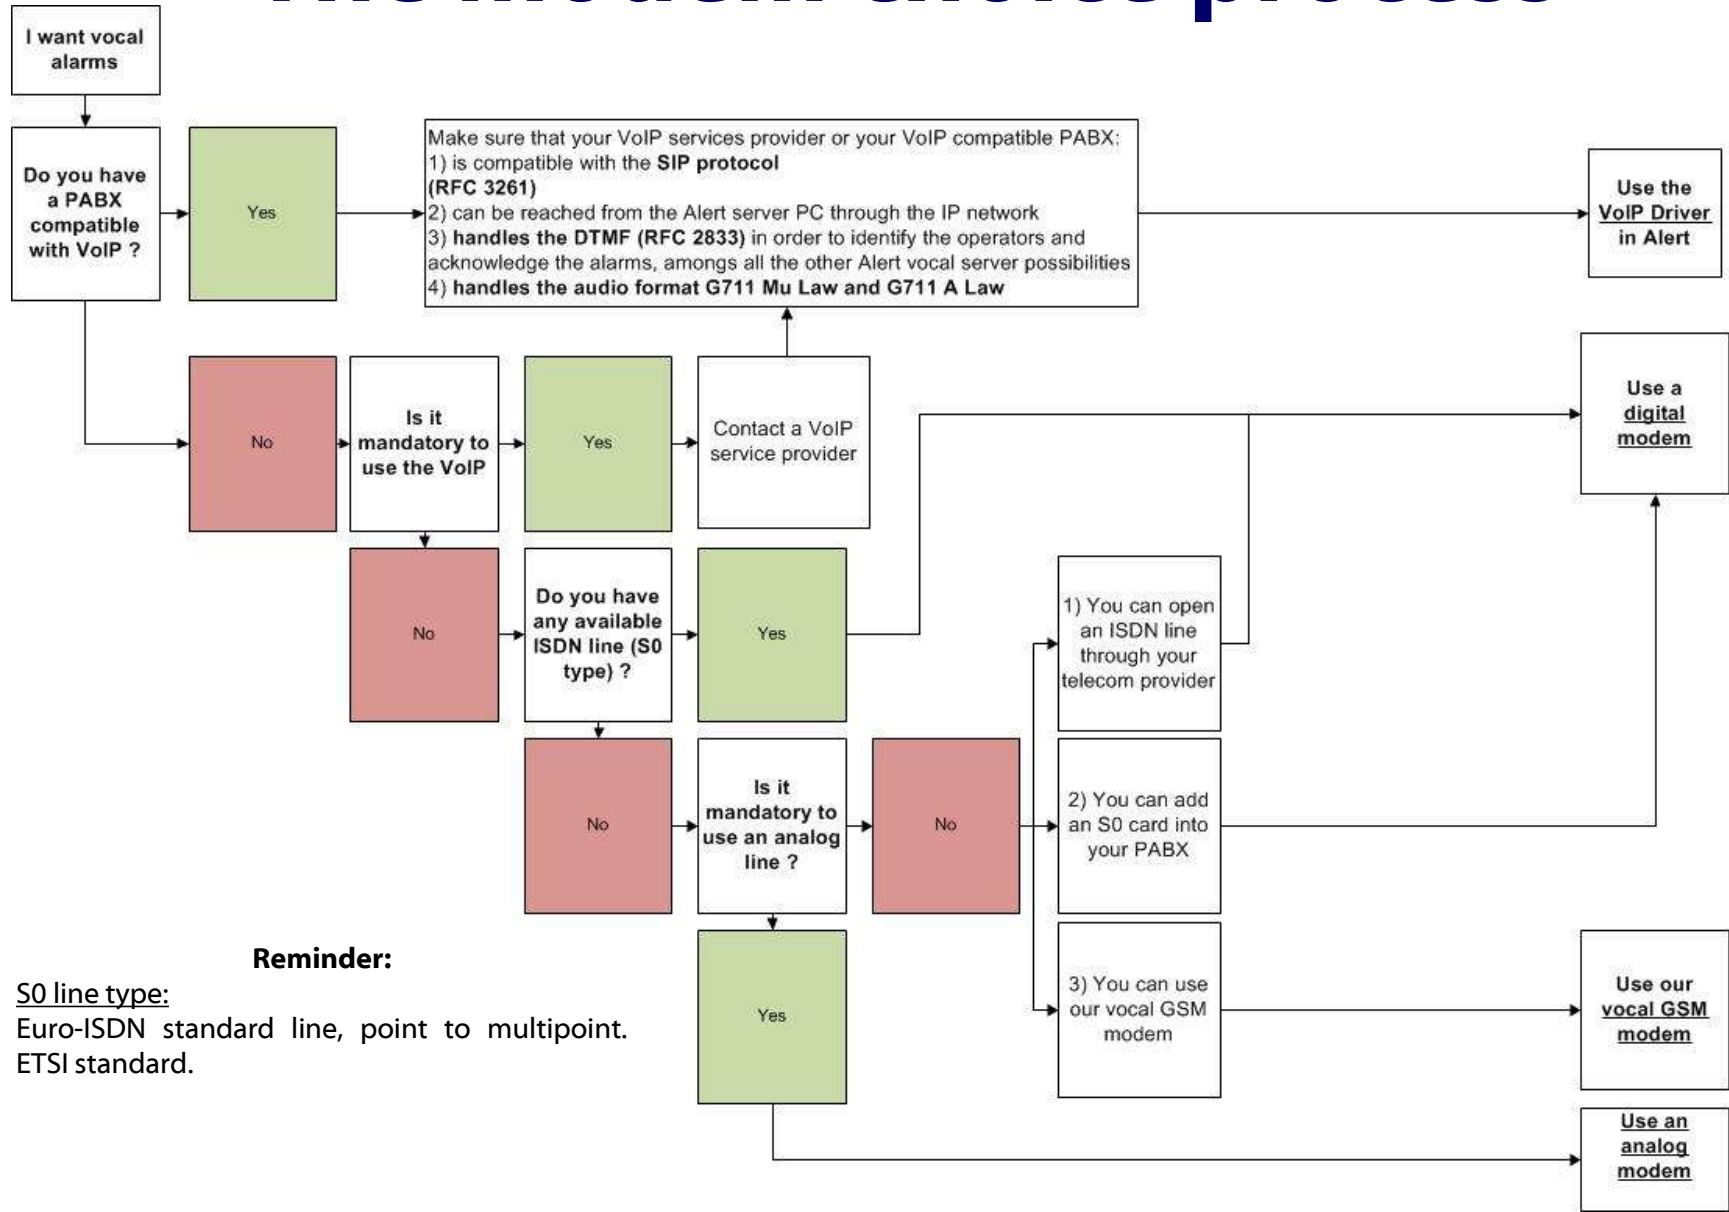 process
I want vocal
alarms
Do you have
a PABX
compatible
with VoIP ?
Yes
Make sure that your VoIP services provider or your VoIP compatible PABX:
1) is compatible with the SIP protocol
(RFC 3261)
2) can be reached from the Alert server PC through the IP network
3) handles the DTMF (RFC 2833) in order to identify the operators and
acknowledge the alarms, amongs all the other Alert vocal server possibilities
4) handles the audio format G711 Mu Law and G711 A Law
Use the
VoIP Driver
in Alert
No
Is it
mandatory to
use the VoIP
Yes
Contact a VoIP
service provider
Use a
digital
modem
No
Do you have
any available
ISDN line (S0
type) ?
Yes
1) You can open
an ISDN line
through your
telecom provider
No
Is it
mandatory to
use an analog
line ?
No
2) You can add
an S0 card into
your PABX
Reminder:
S0 line type:
Euro-ISDN standard line, point to multipoint.
ETSI standard.
Yes
3) You can use
our vocal GSM
modem
Use our
vocal GSM
modem
Use an
analog
modem